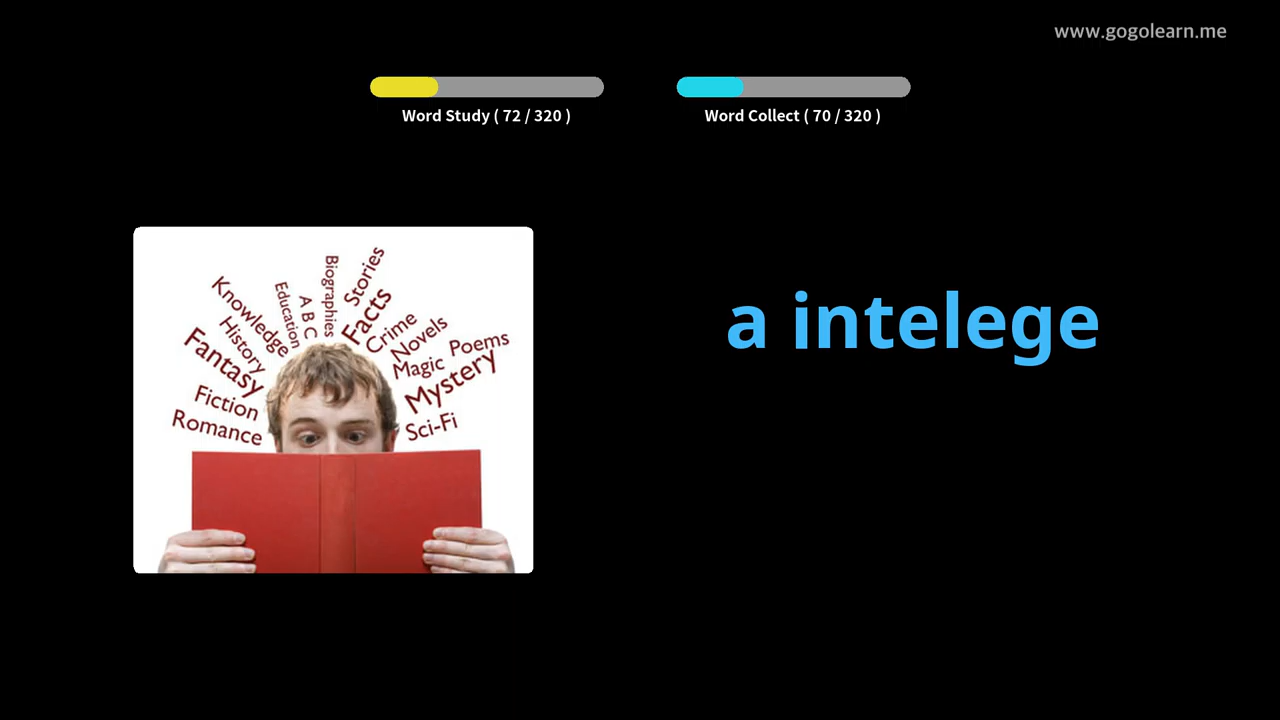 www.gogolearn.me
Word Study ( 72 / 320 )
Word Collect ( 70 / 320 )
a intelege
Biographies
Stories
Education
A B C
Facts
Knowledge
Crime
History
Novels
Fantasy
Magic
Poems
Mystery
Fiction
Romance
Sci-Fi